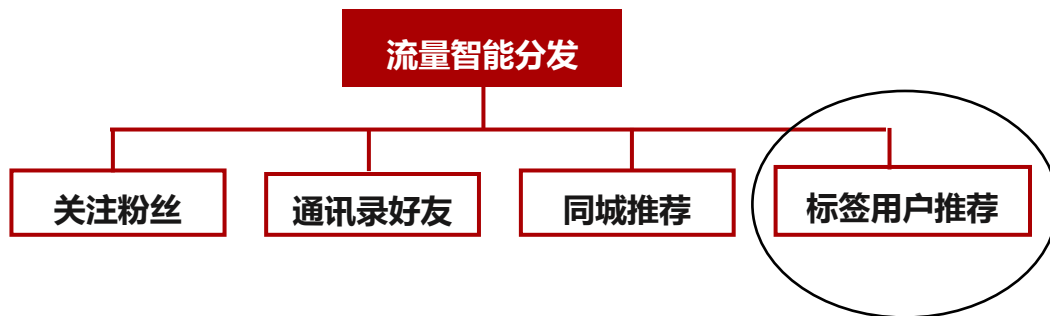 流量智能分发
关注粉丝
通讯录好友
同城推荐
标签用户推荐